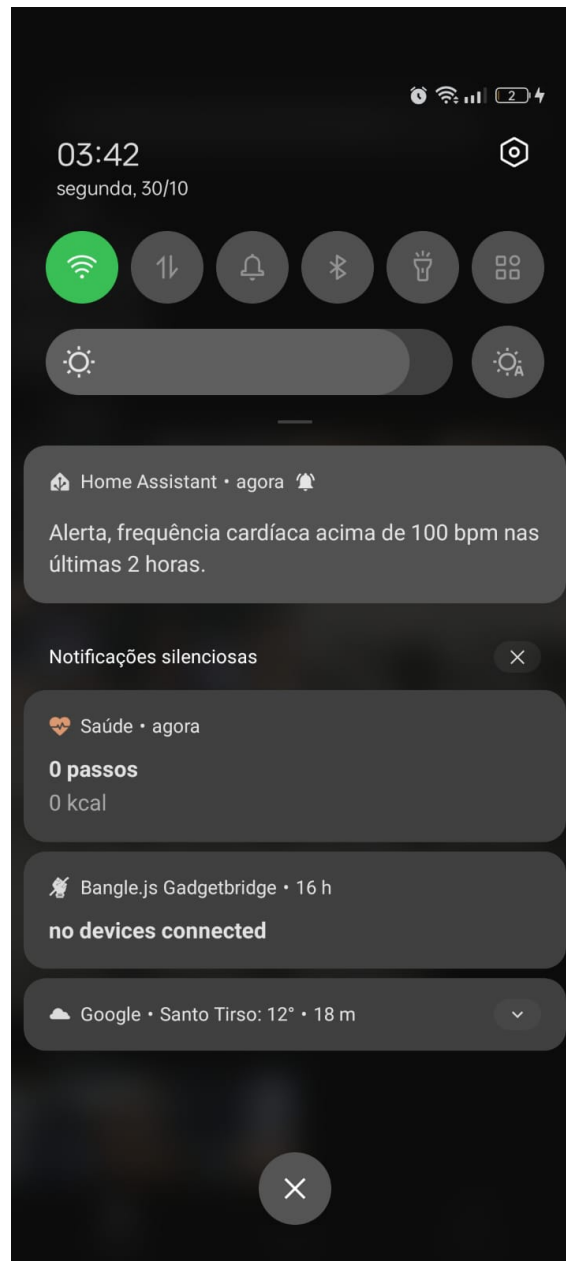 2
03:42
segunda, 30/10
A
Home Assistant • agora
Alerta, frequência cardíaca acima de 100 bpm nas
últimas 2 horas.
Notificações silenciosas
Saúde • agora
0 passos
0 kcal
Bangle.js Gadgetbridge • 16 h
no devices connected
Google • Santo Tirso: 12° • 18 m